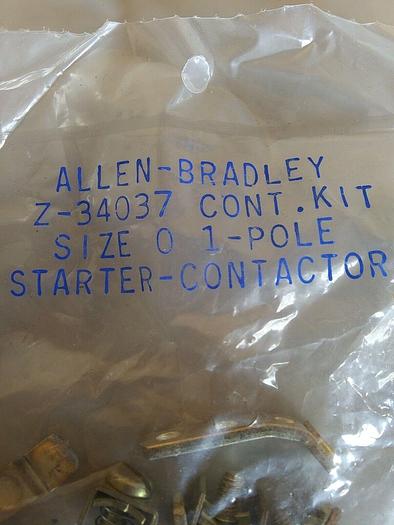 ALLEN-BRADLEY
Z-34037 CONT.KIT
SIZE 0 1-POLE
STARTER-CONTACTOR